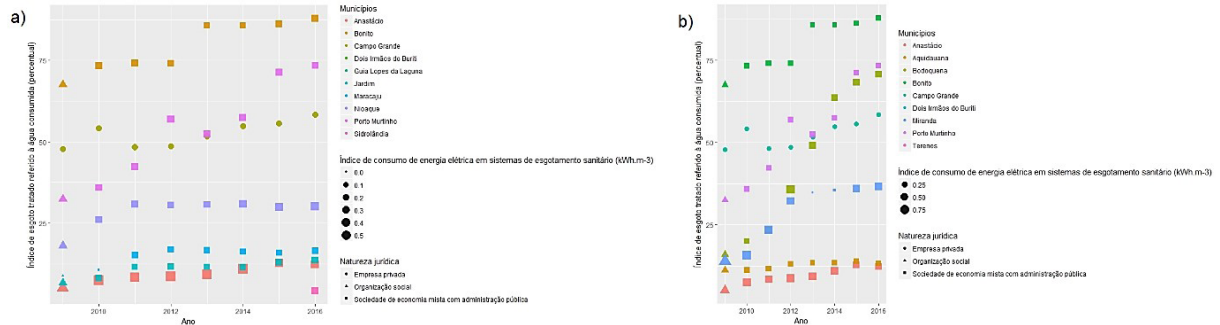 a)
Índice de esgoto tratado referido à água consumida (percentual)
75
50
25
2010
2012
2014
2016
Ano
Municípios
Anastácio
Bonito
Campo Grande
Dois Irmãos do Buriti
Guia Lopes da Laguna
Jardim
Maracaju
Nioaque
Porto Murtinho
Sidrolândia
Índice de consumo de energia elétrica em sistemas de esgotamento sanitário (kWh.m-3)
0.0
0.1
0.2
0.3
0.4
0.5
Natureza jurídica
Empresa privada
Organização social
Sociedade de economia mista com administração pública
b)
Índice de esgoto tratado referido à água consumida (percentual)
75
50
25
2010
2012
2014
2016
Ano
Municípios
Anastácio
Aquidauana
Bodoquena
Bonito
Campo Grande
Dois Irmãos do Buriti
Miranda
Porto Murtinho
Terenos
Índice de consumo de energia elétrica em sistemas de esgotamento sanitário (kWh.m-3)
0.25
0.50
0.75
Natureza jurídica
Empresa privada
Organização social
Sociedade de economia mista com administração pública